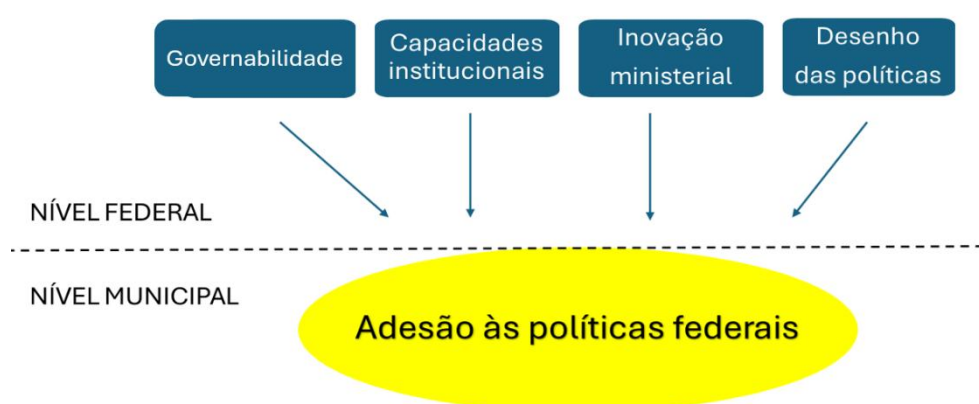 Governabilidade
Capacidades
institucionais
Inovação
ministerial
Desenho
das políticas
NÍVEL FEDERAL
NÍVEL MUNICIPAL
Adesão às políticas federais